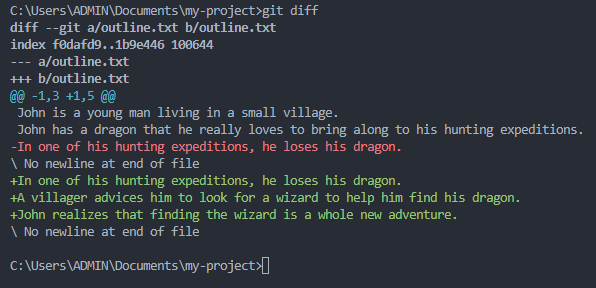 C:\Users\ADMIN\Documents\my-project>git diff
diff --git a/outline.txt b/outline.txt
index f0dafd9..1b9e446 100644
--- a/outline.txt
+++ b/outline.txt
@@ -1,3 +1,5 @@
 John is a young man living in a small village.
 John has a dragon that he really loves to bring along to his hunting expeditions.
-In one of his hunting expeditions, he loses his dragon.
\ No newline at end of file
+In one of his hunting expeditions, he loses his dragon.
+A villager advices him to look for a wizard to help him find his dragon.
+John realizes that finding the wizard is a whole new adventure.
\ No newline at end of file
C:\Users\ADMIN\Documents\my-project>